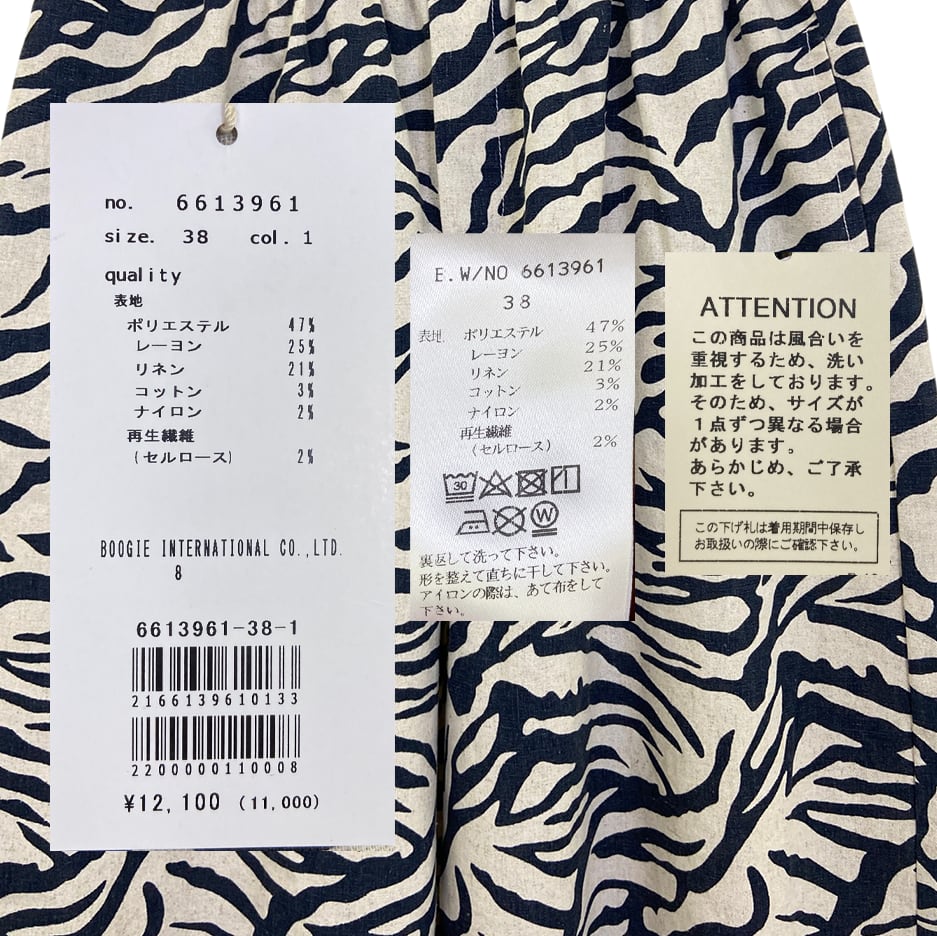 no. 6613961
size. 38 col. 1
quality
表地
ポリエステル 47%
レーヨン 25%
リネン 21%
コットン 3%
ナイロン 2%
再生繊維
(セルロース) 2%
BOOGIE INTERNATIONAL CO.,LTD.
8
6613961-38-1
2166139610133
2200000110008
¥12,100 (11,000)
E.W/NO 6613961
38
表地 ポリエステル 47%
レーヨン 25%
リネン 21%
コットン 3%
ナイロン 2%
再生繊維
(セルロース) 2%
30
W
裏返して洗って下さい。
形を整えて直ちに干して下さい。
アイロンの際は、あて布をして
下さい。
ATTENTION
この商品は風合いを
重視するため、洗い
加工をしております。
そのため、サイズが
１点ずつ異なる場合
があります。
あらかじめ、ご了承
下さい。
この下げ札は着用期間中保存し
お取扱いの際にご確認下さい。